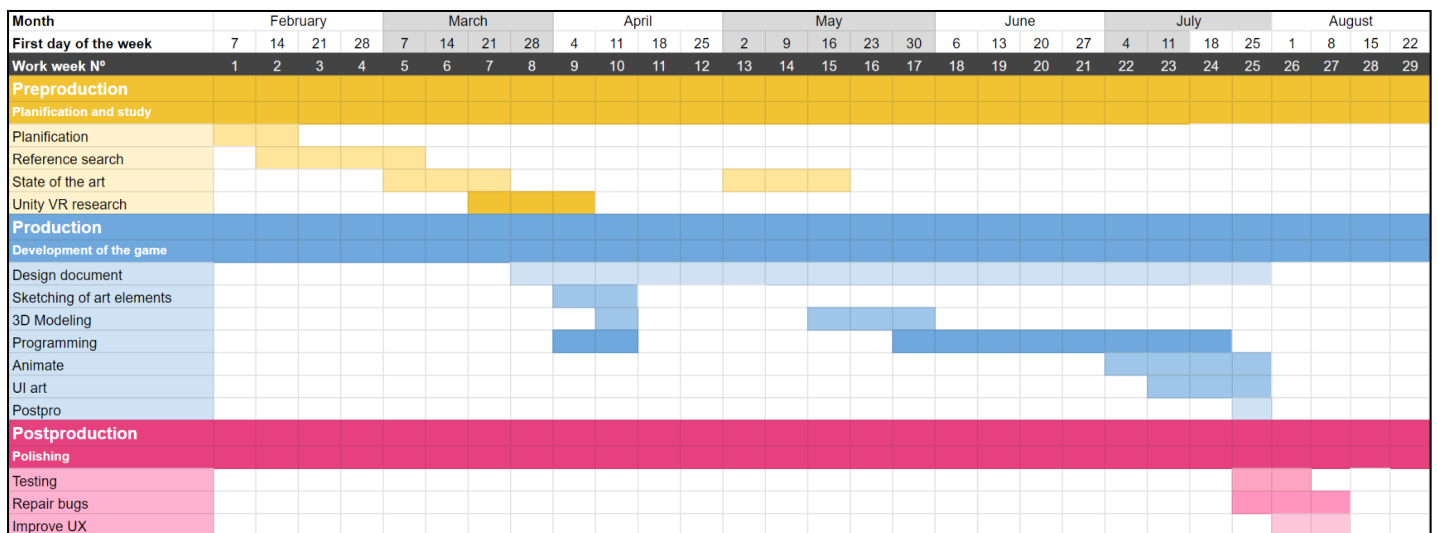 Month February March April May June July August
First day of the week 7 14 21 28 7 14 21 28 4 11 18 25 2 9 16 23 30 6 13 20 27 4 11 18 25 1 8 15 22
Work week Nº 1 2 3 4 5 6 7 8 9 10 11 12 13 14 15 16 17 18 19 20 21 22 23 24 25 26 27 28 29
Preproduction
Planification and study
Planification
Reference search
State of the art
Unity VR research
Production
Development of the game
Design document
Sketching of art elements
3D Modeling
Programming
Animate
UI art
Postpro
Postproduction
Polishing
Testing
Repair bugs
Improve UX